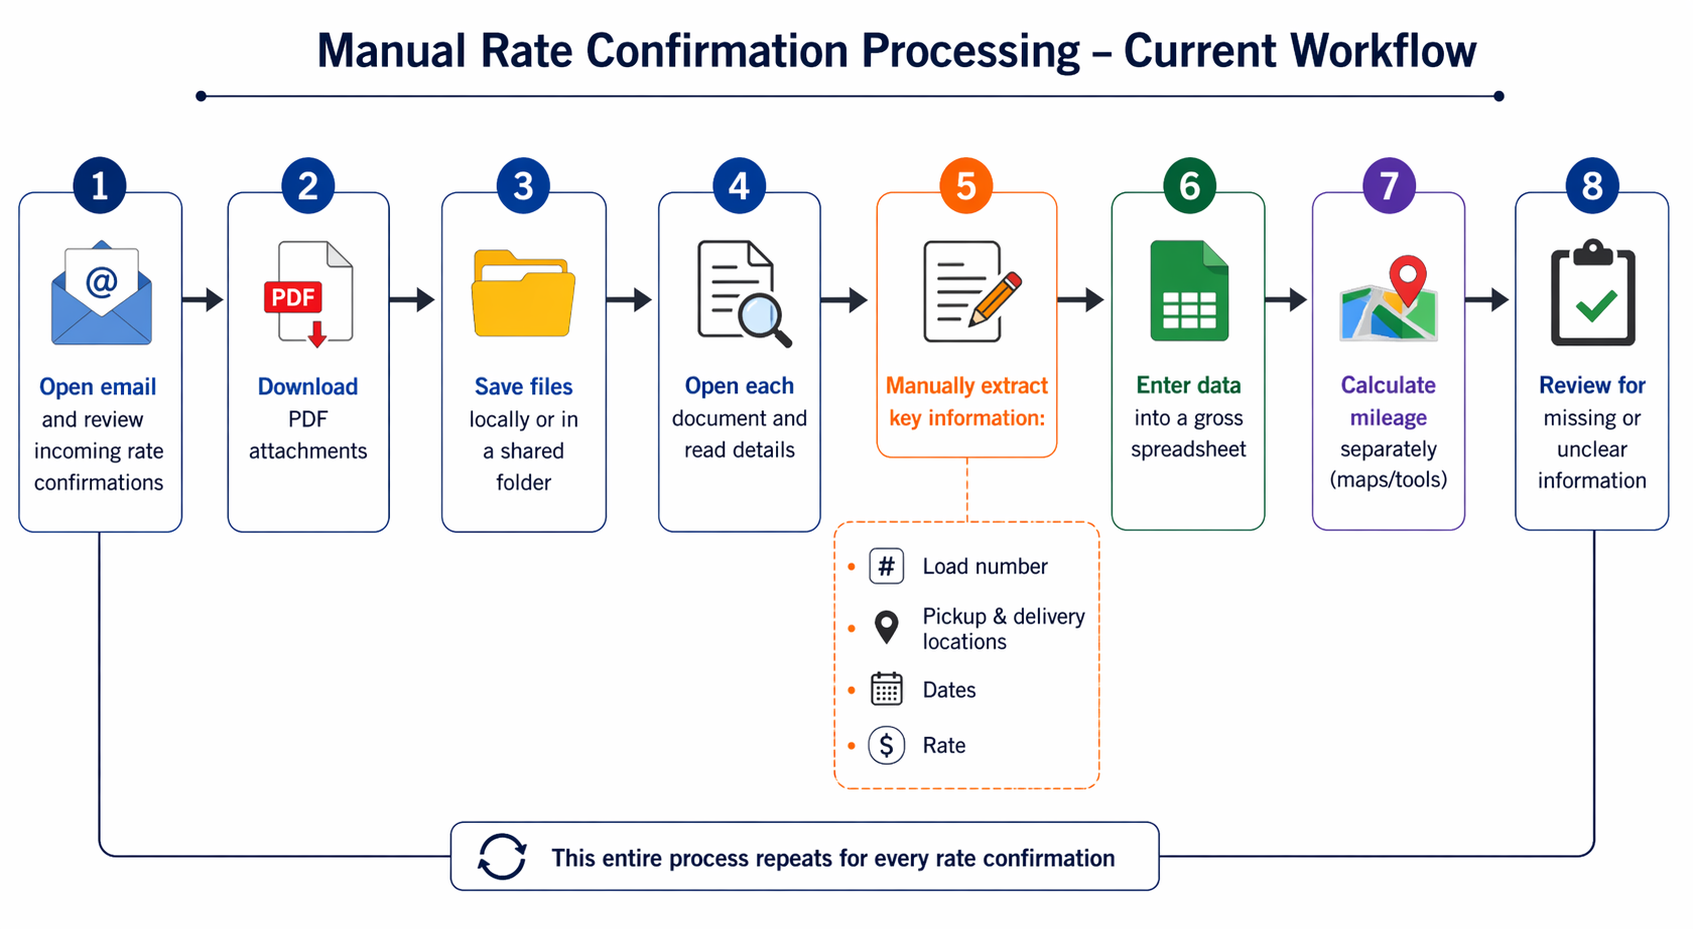 Manual Rate Confirmation Processing – Current Workflow
1
@
Open email
and review
incoming rate
confirmations
2
PDF
Download
PDF
attachments
3
Save files
locally or in
a shared
folder
4
Open each
document and
read details
5
Manually extract
key information:
# Load number
Pickup & delivery
locations
Dates
$ Rate
6
Enter data
into a gross
spreadsheet
7
Calculate
mileage
separately
(maps/tools)
8
Review for
missing or
unclear
information
This entire process repeats for every rate confirmation